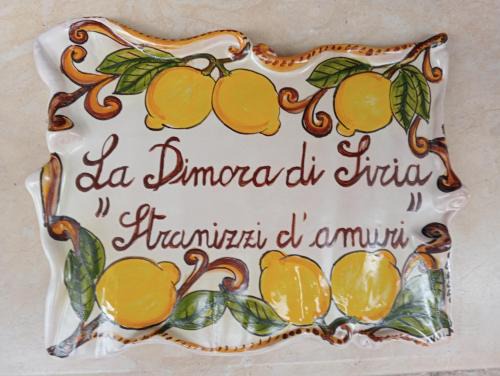 La Dimora di Siria
"Stranizzi d'amuri"